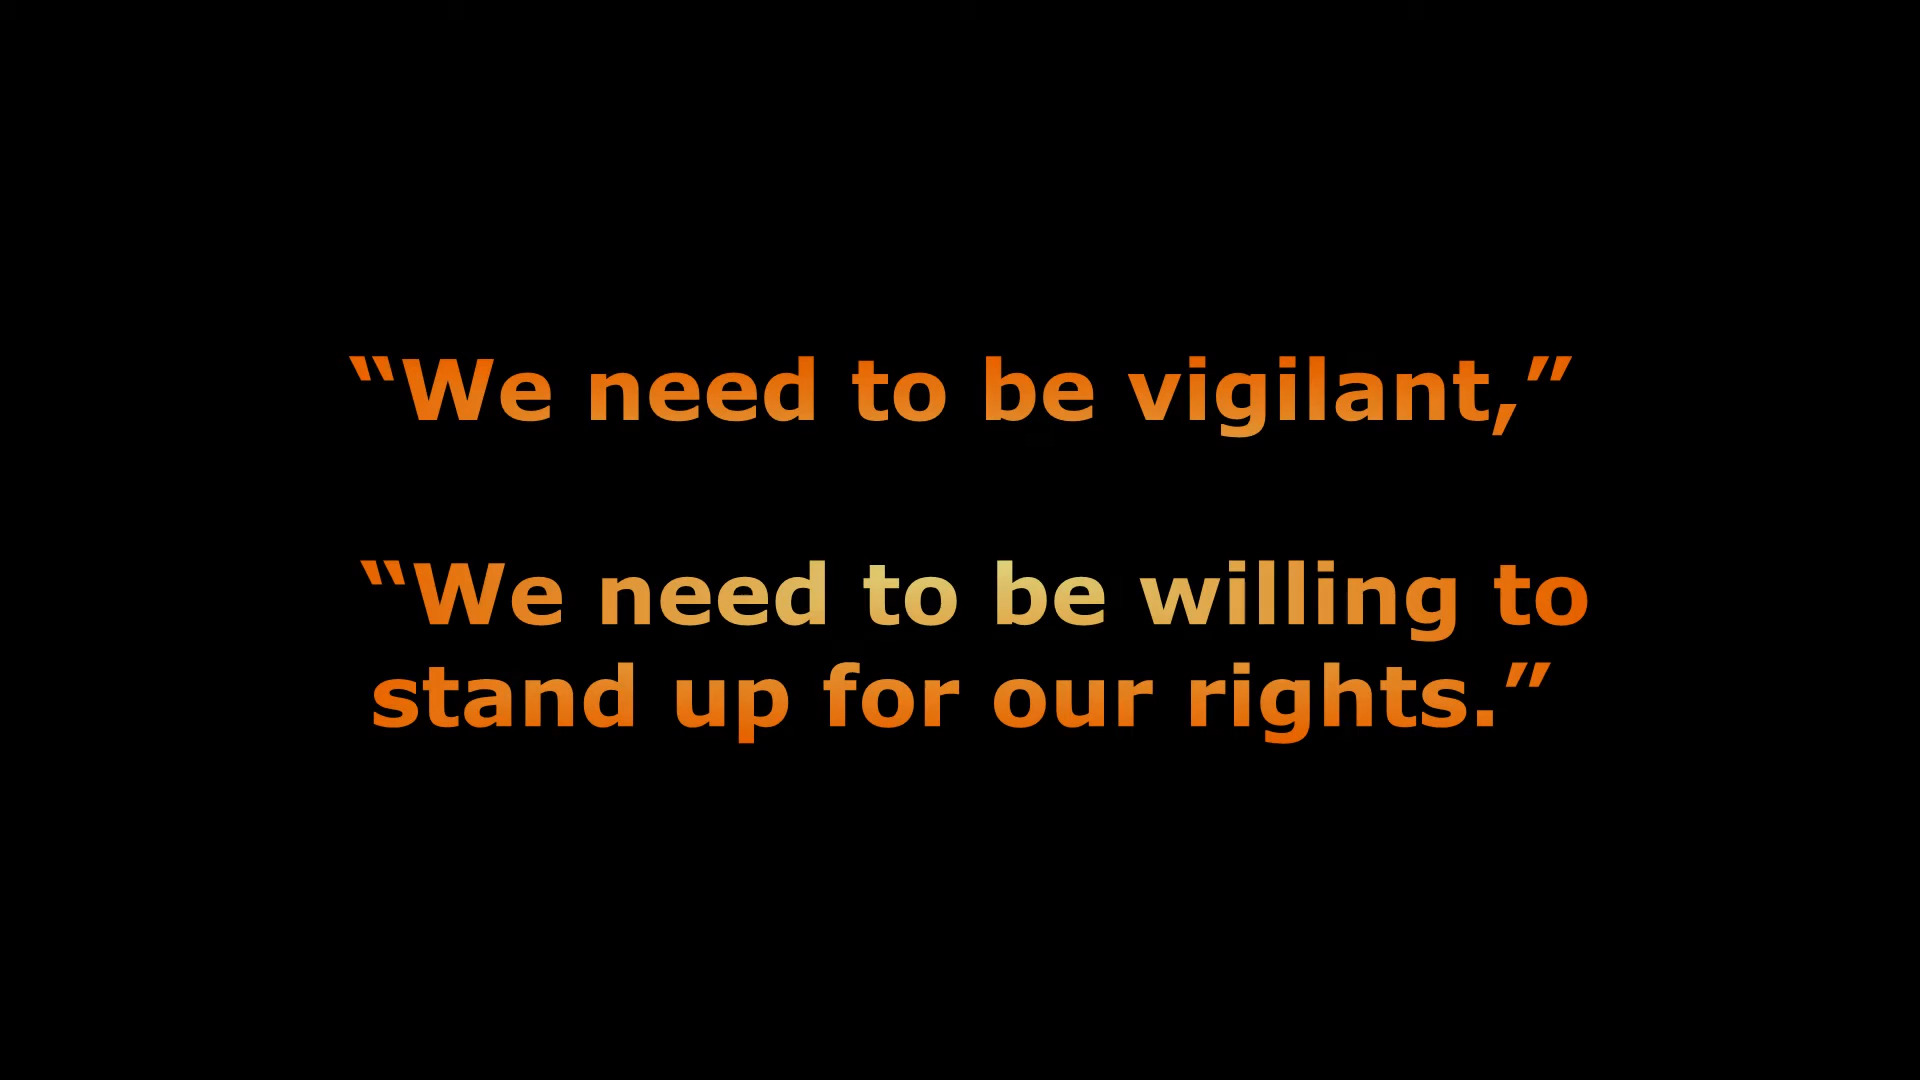 “We need to be vigilant,”
“We need to be willing to
stand up for our rights.”